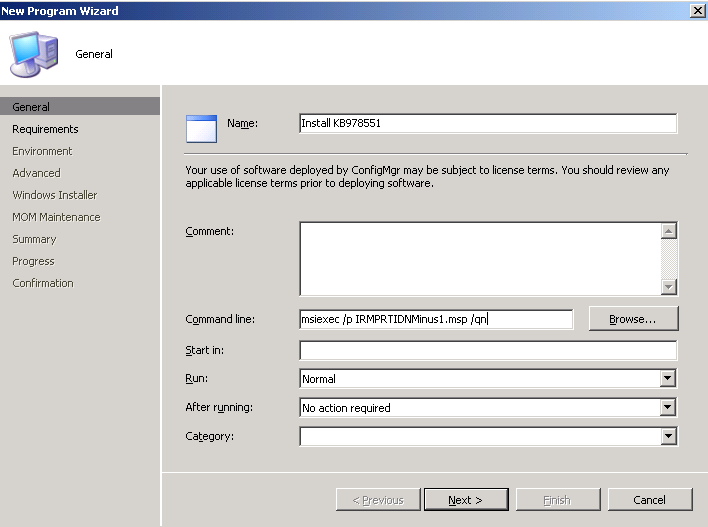 New Program Wizard
General
General
Requirements
Environment
Advanced
Windows Installer
MOM Maintenance
Summary
Progress
Confirmation
Name: Install KB978551
Your use of software deployed by ConfigMgr may be subject to license terms. You should review any
applicable license terms prior to deploying software.
Comment:
Command line: msiexec /p IRMPRTIDNMinus1.msp /qn Browse...
Start in:
Run: Normal
After running: No action required
Category:
< Previous Next > Finish Cancel